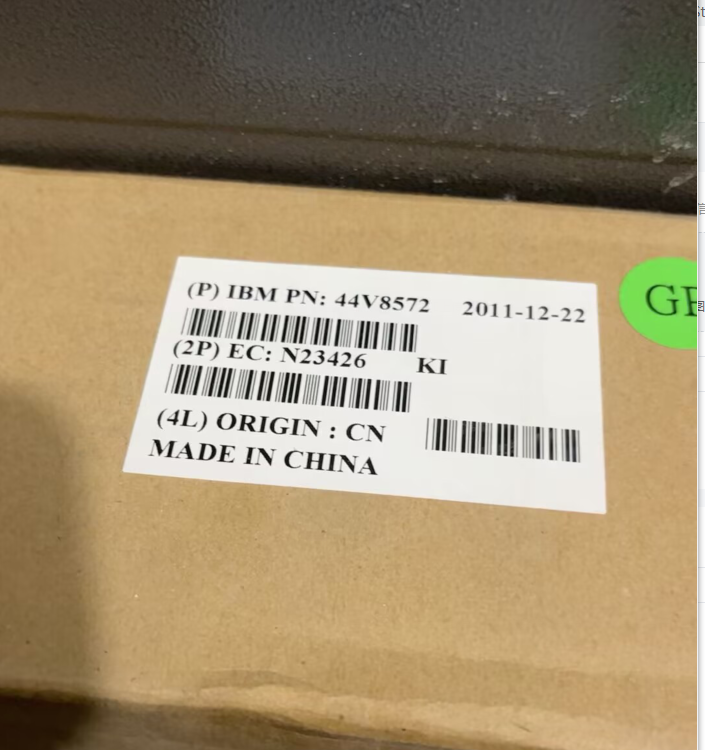 (P) IBM PN: 44V8572 2011-12-22
(2P) EC: N23426 KI
(4L) ORIGIN : CN
MADE IN CHINA